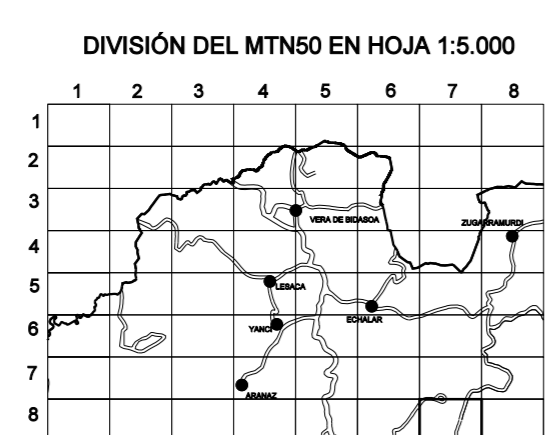 DIVISIÓN DEL MTN50 EN HOJA 1:5.000
1 2 3 4 5 6 7 8
1
2
3
VERA DE BIDASOA
ZUGARRAMURDI
4
5
LESACA
ECHALAR
6
YANCI
7
ARANAZ
8